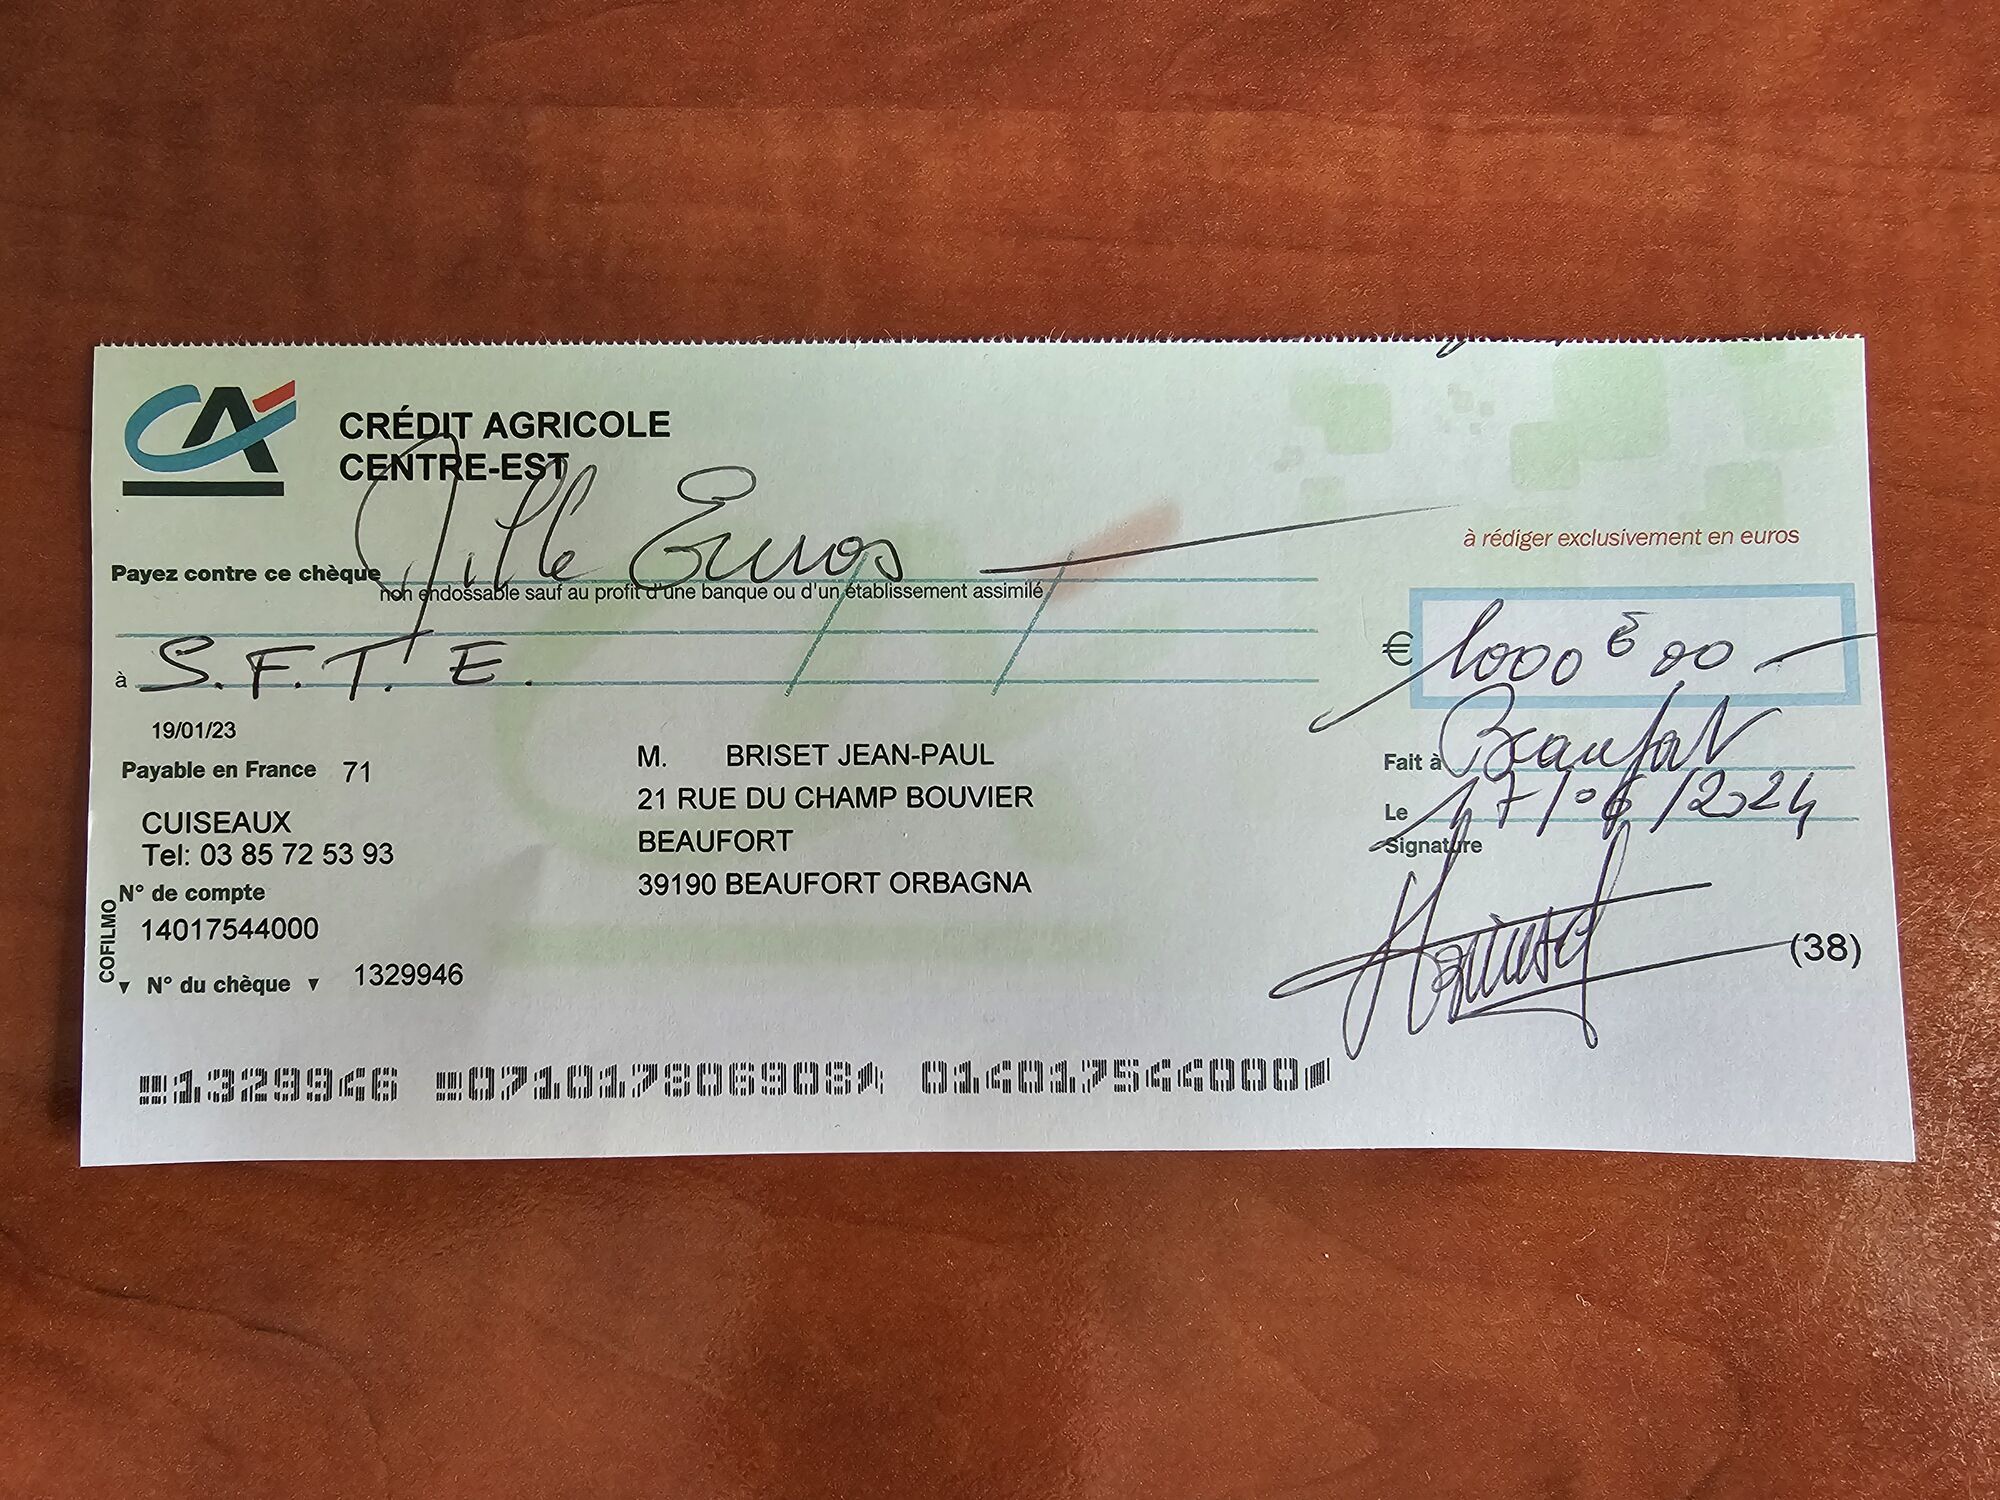 CA
CRÉDIT AGRICOLE
CENTRE-EST
Mille Euros
à rédiger exclusivement en euros
Payez contre ce chèque
non endossable sauf au profit d'une banque ou d'un établissement assimilé
€ 1000 € 00
à S.F.T.E.
19/01/23
Payable en France 71
CUISEAUX
Tel: 03 85 72 53 93
N° de compte
14017544000
COFILMO
N° du chèque 1329946
M. BRISET JEAN-PAUL
21 RUE DU CHAMP BOUVIER
BEAUFORT
39190 BEAUFORT ORBAGNA
Fait à Beaufort
Le 17/06/2024
Signature
(38)
1329946 071017806908 014017544000